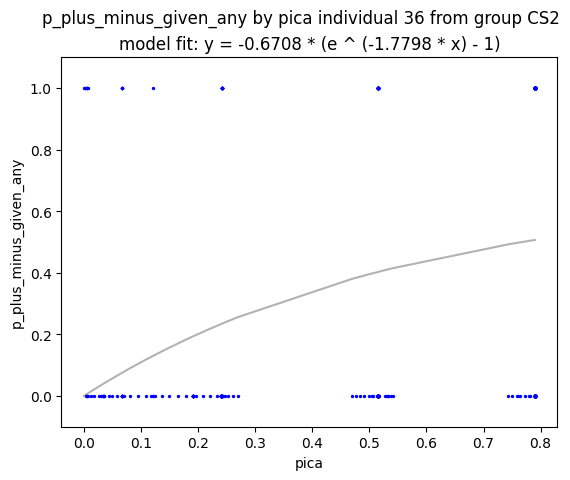 p_plus_minus_given_any by pica individual 36 from group CS2
model fit: y = -0.6708 * (e ^ (-1.7798 * x) - 1)
1.0
0.8
0.6
0.4
0.2
0.0
p_plus_minus_given_any
0.0 0.1 0.2 0.3 0.4 0.5 0.6 0.7 0.8
pica